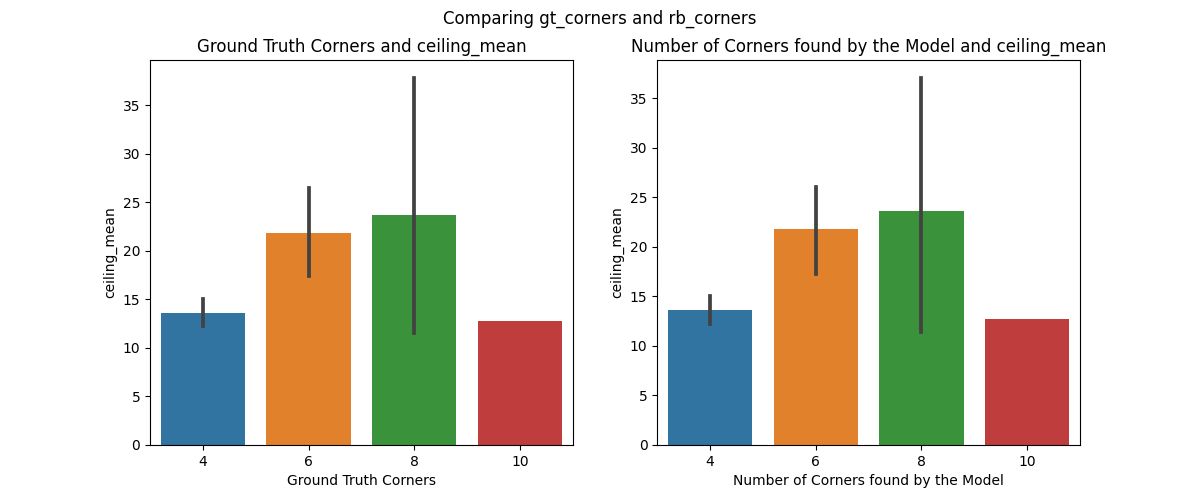 Comparing gt_corners and rb_corners
Ground Truth Corners and ceiling_mean
ceiling_mean
35
30
25
20
15
10
5
0
4 6 8 10
Ground Truth Corners
Number of Corners found by the Model and ceiling_mean
ceiling_mean
35
30
25
20
15
10
5
0
4 6 8 10
Number of Corners found by the Model